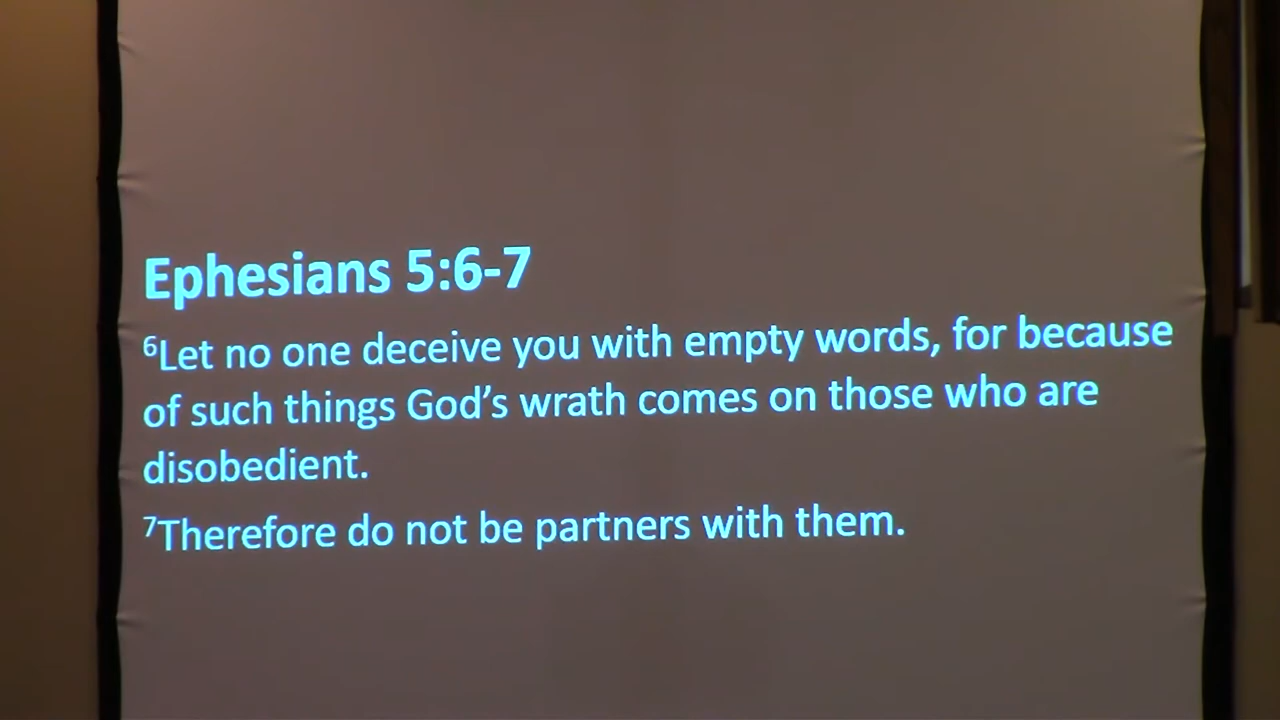 Ephesians 5:6-7
⁶Let no one deceive you with empty words, for because
of such things God’s wrath comes on those who are
disobedient.
⁷Therefore do not be partners with them.